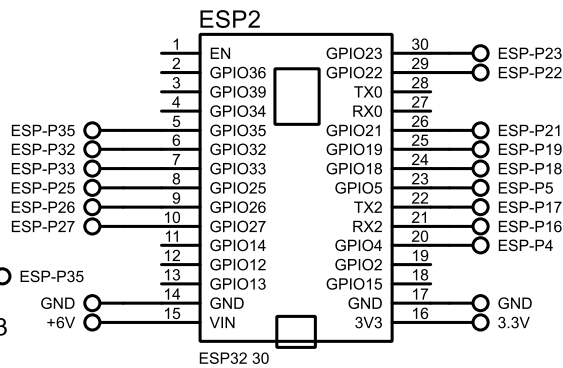 ESP2
1 EN GPIO23 30 ESP-P23
2 GPIO36 GPIO22 29 ESP-P22
3 GPIO39 TX0 28
4 GPIO34 RX0 27
ESP-P35 5 GPIO35 GPIO21 26 ESP-P21
ESP-P32 6 GPIO32 GPIO19 25 ESP-P19
ESP-P33 7 GPIO33 GPIO18 24 ESP-P18
ESP-P25 8 GPIO25 GPIO5 23 ESP-P5
ESP-P26 9 GPIO26 TX2 22 ESP-P17
ESP-P27 10 GPIO27 RX2 21 ESP-P16
11 GPIO14 GPIO4 20 ESP-P4
12 GPIO12 GPIO2 19
ESP-P35 13 GPIO13 GPIO15 18
GND 14 GND GND 17 GND
+6V 15 VIN 3V3 16 3.3V
ESP32 30